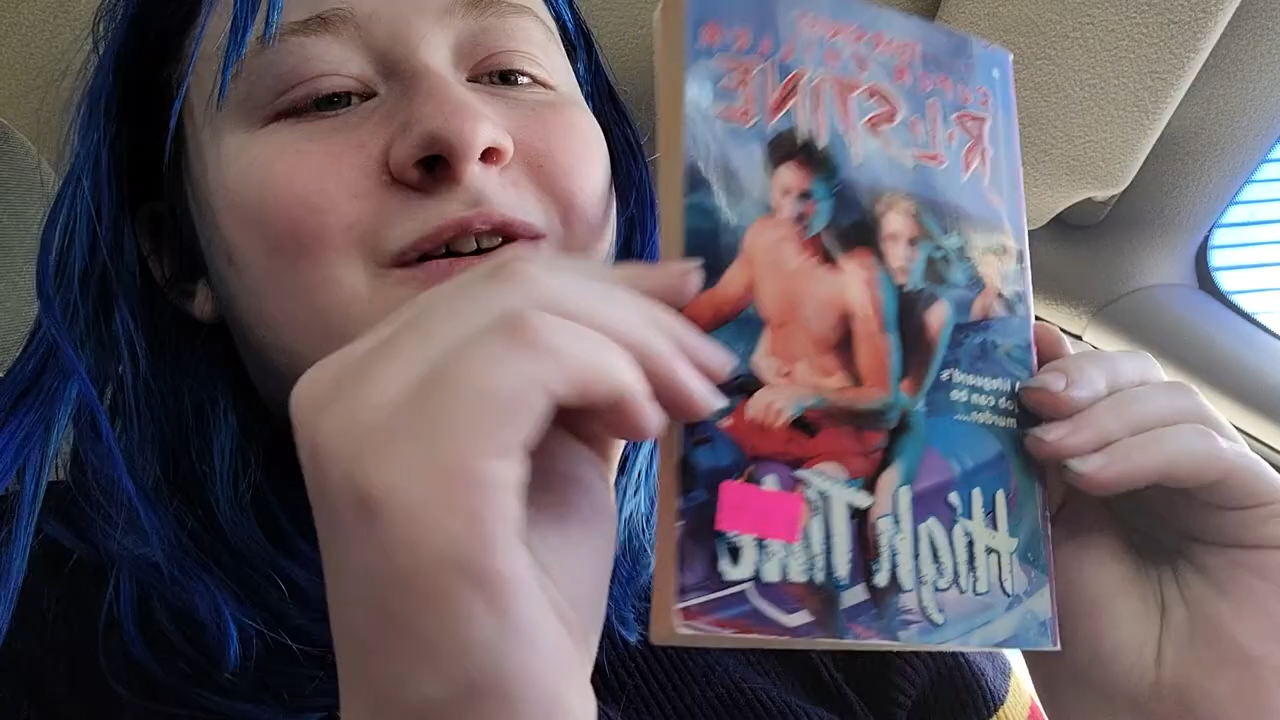 R.L. STINE
A lifeguard's
job can be
murder....
High Tide